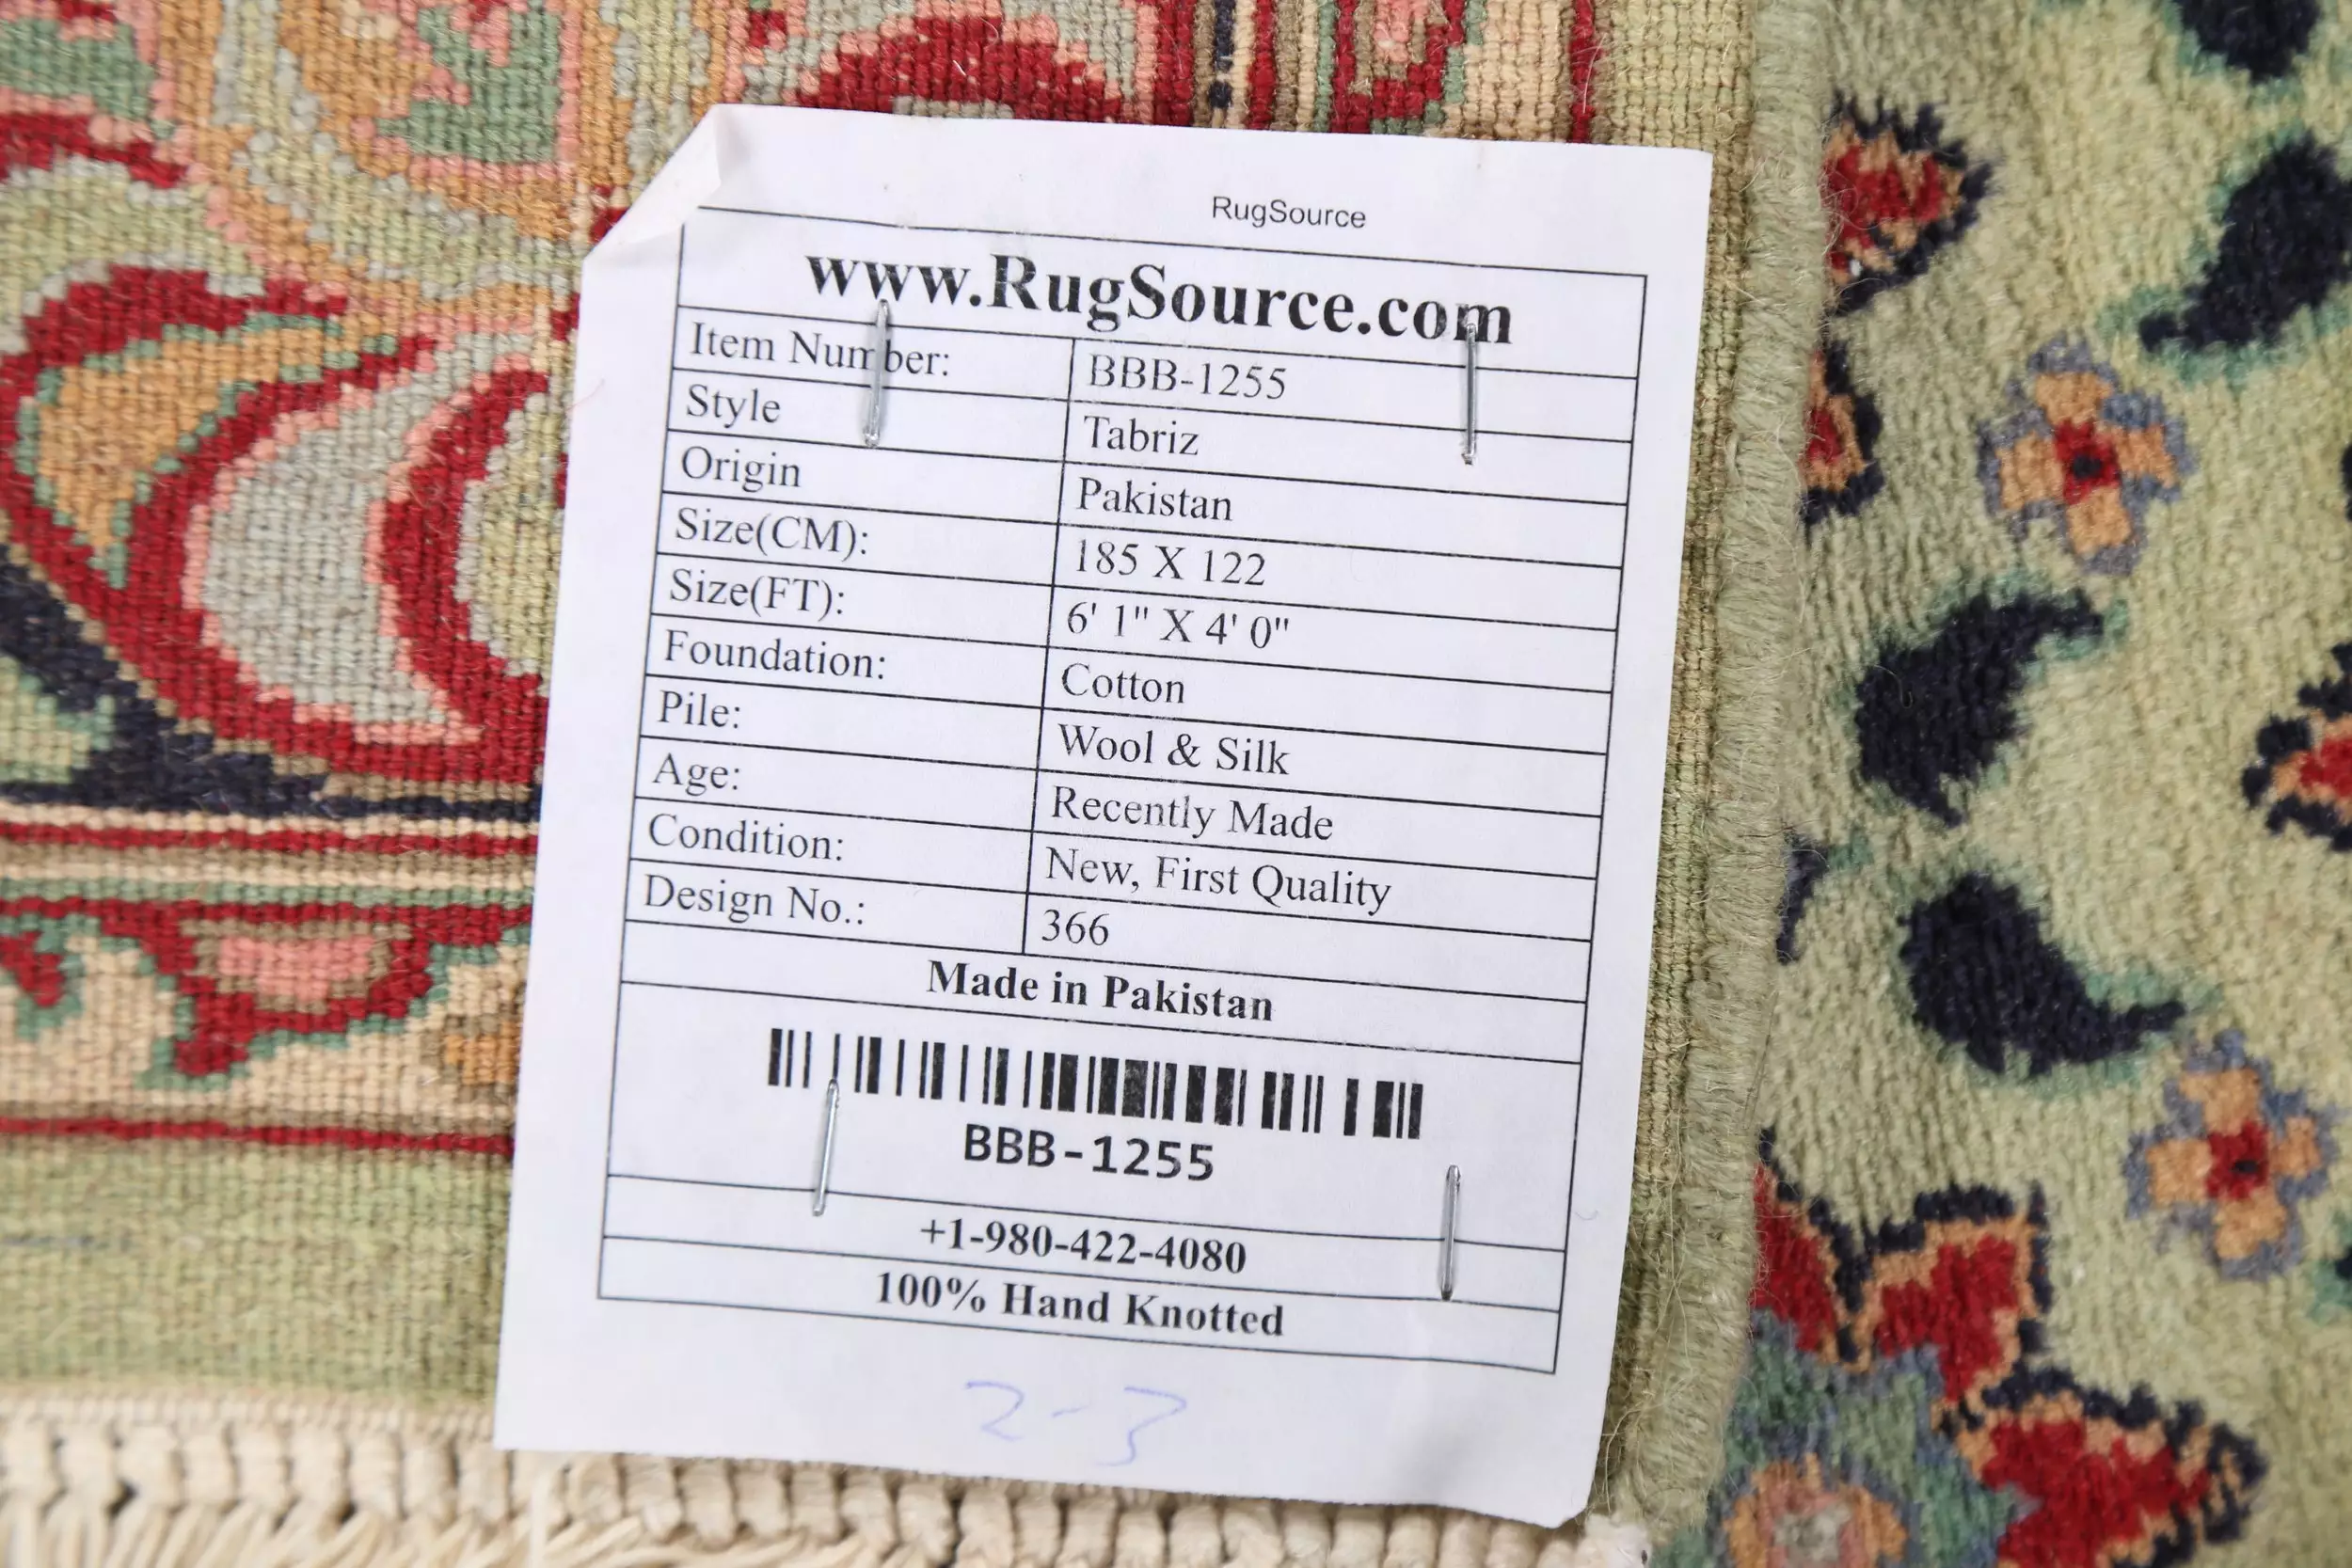 RugSource
www.RugSource.com
Item Number: BBB-1255
Style Tabriz
Origin Pakistan
Size(CM): 185 X 122
Size(FT): 6' 1" X 4' 0"
Foundation: Cotton
Pile: Wool & Silk
Age: Recently Made
Condition: New, First Quality
Design No.: 366
Made in Pakistan
BBB-1255
+1-980-422-4080
100% Hand Knotted
2-3